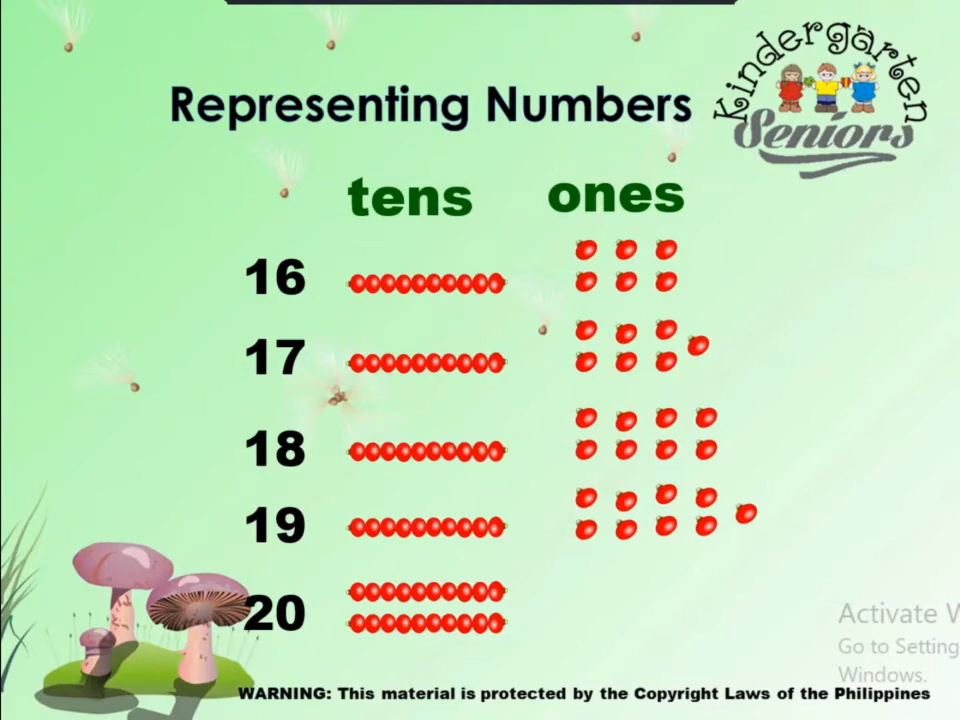 Kindergarten
Seniors
Representing Numbers
tens ones
16
17
18
19
20
Activate
Go to Setting
Windows.
WARNING: This material is protected by the Copyright Laws of the Philippines